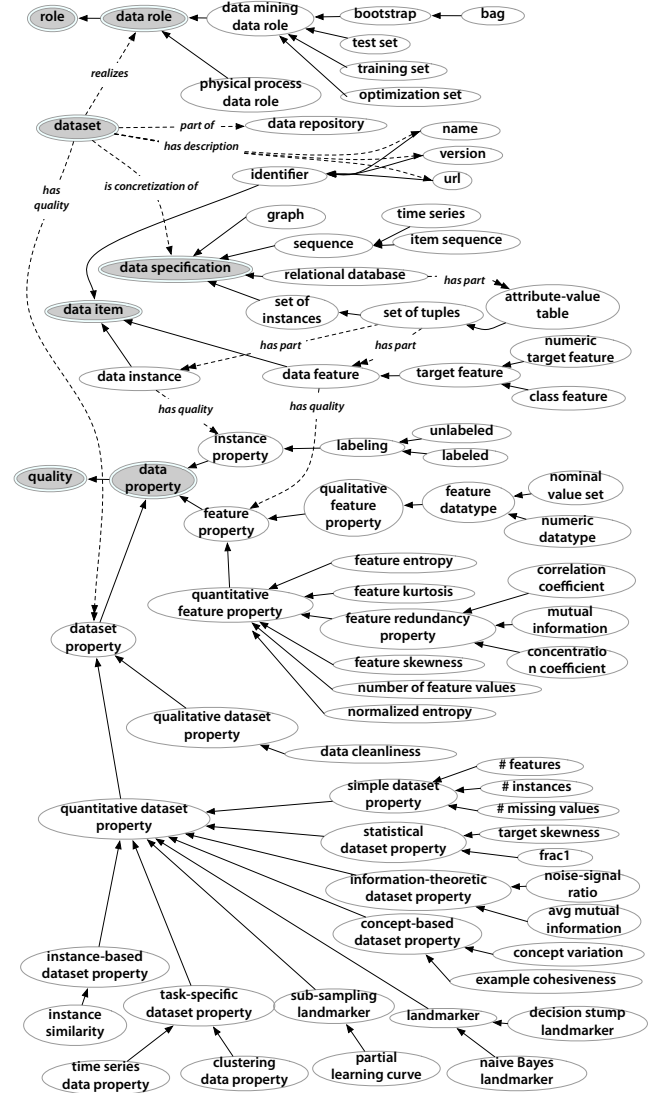 role
data role
data mining
data role
bootstrap
bag
test set
training set
optimization set
realizes
physical process
data role
dataset
part of
data repository
has description
name
version
url
identifier
has
quality
is concretization of
graph
time series
sequence
item sequence
data specification
relational database
has part
attribute-value
table
set of
instances
set of tuples
data item
has part
has part
numeric
target feature
data instance
data feature
target feature
class feature
has quality
has quality
instance
property
labeling
unlabeled
labeled
quality
data
property
feature
property
qualitative
feature
property
feature
datatype
nominal
value set
numeric
datatype
feature entropy
correlation
coefficient
quantitative
feature property
feature kurtosis
feature redundancy
property
mutual
information
concentratio
n coefficient
dataset
property
feature skewness
number of feature values
normalized entropy
qualitative dataset
property
data cleanliness
# features
simple dataset
property
# instances
# missing values
quantitative dataset
property
statistical
dataset property
target skewness
frac1
information-theoretic
dataset property
noise-signal
ratio
avg mutual
information
concept-based
dataset property
concept variation
example cohesiveness
instance-based
dataset property
instance
similarity
task-specific
dataset property
sub-sampling
landmarker
landmarker
decision stump
landmarker
time series
data property
clustering
data property
partial
learning curve
naive Bayes
landmarker